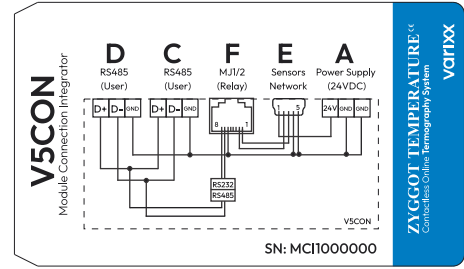 V5CON
Module Connection Integrator
D C F E A
RS485 RS485 MJ1/2 Sensors Power Supply
(User) (User) (Relay) Network (24VDC)
D+ D- GND D+ D- GND 8 1 1 5 24V GND GND
RS232
RS485
V5CON
SN: MCI1000000
ZYGGOT TEMPERATURE
Contactless Online Termography System
varixx